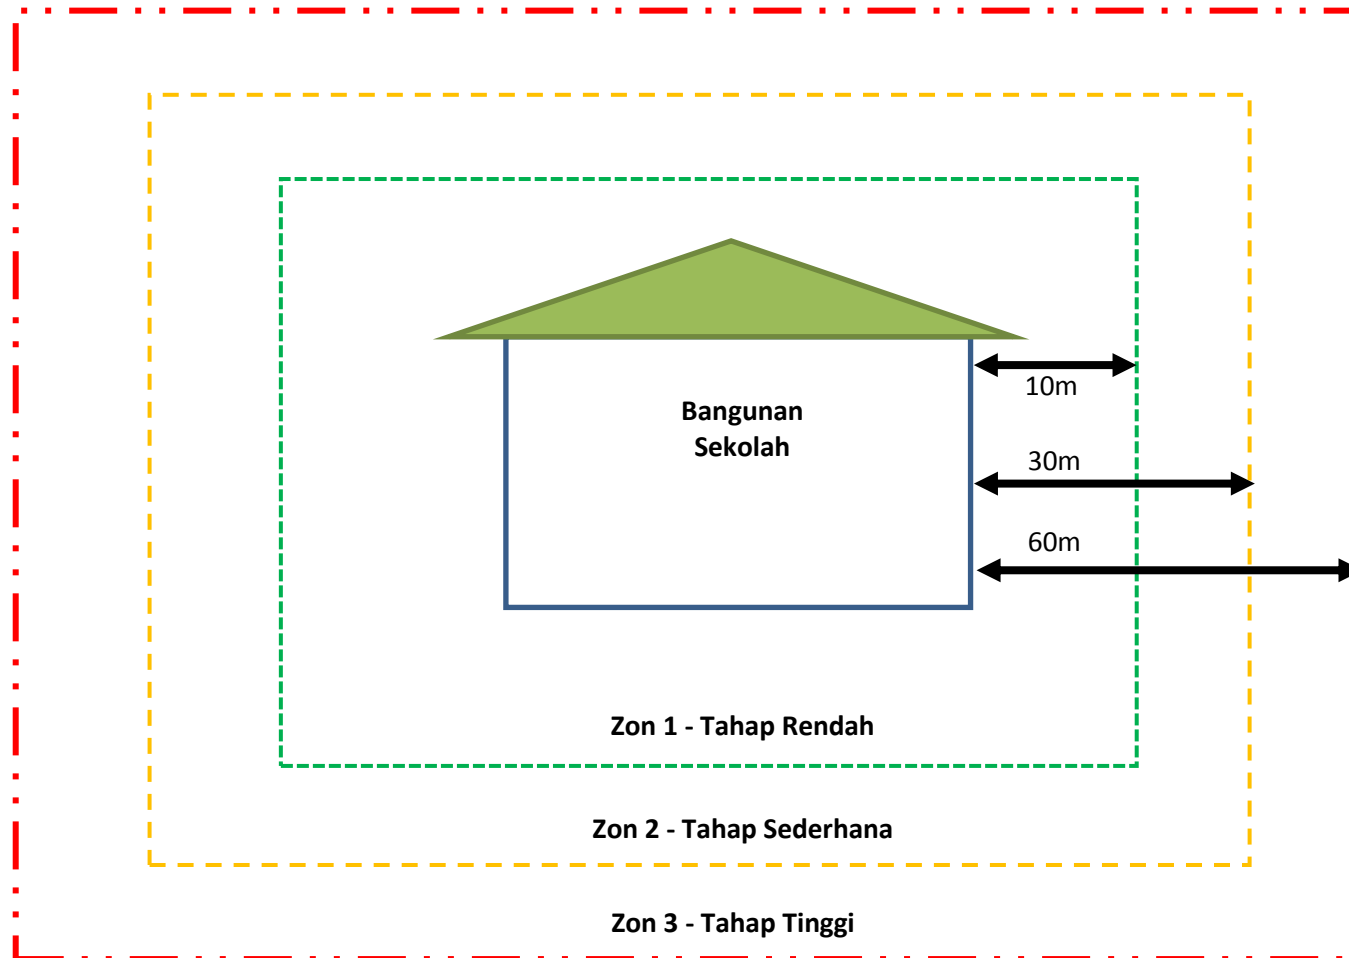 10m
Bangunan
Sekolah
30m
60m
Zon 1 - Tahap Rendah
Zon 2 - Tahap Sederhana
Zon 3 - Tahap Tinggi